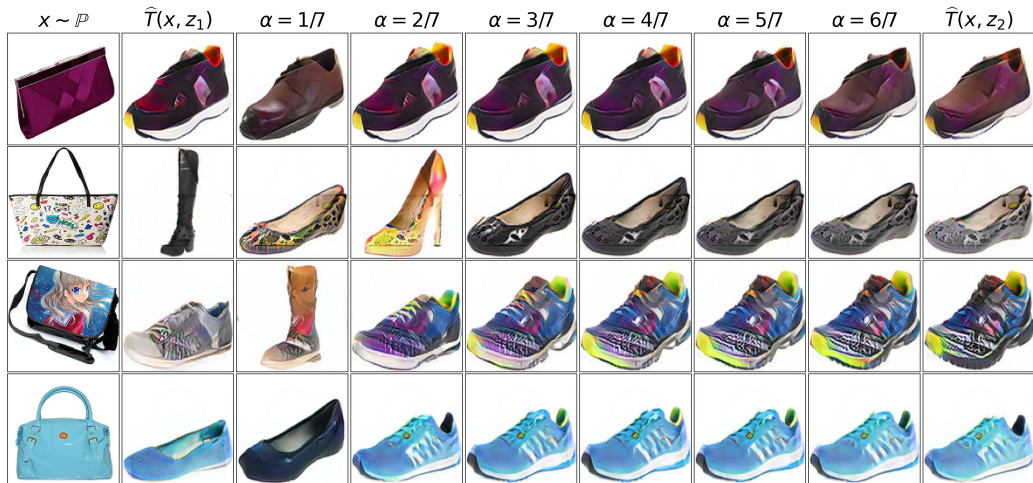 x ∼ ℙ
T̂(x, z₁)
α = 1/7
α = 2/7
α = 3/7
α = 4/7
α = 5/7
α = 6/7
T̂(x, z₂)